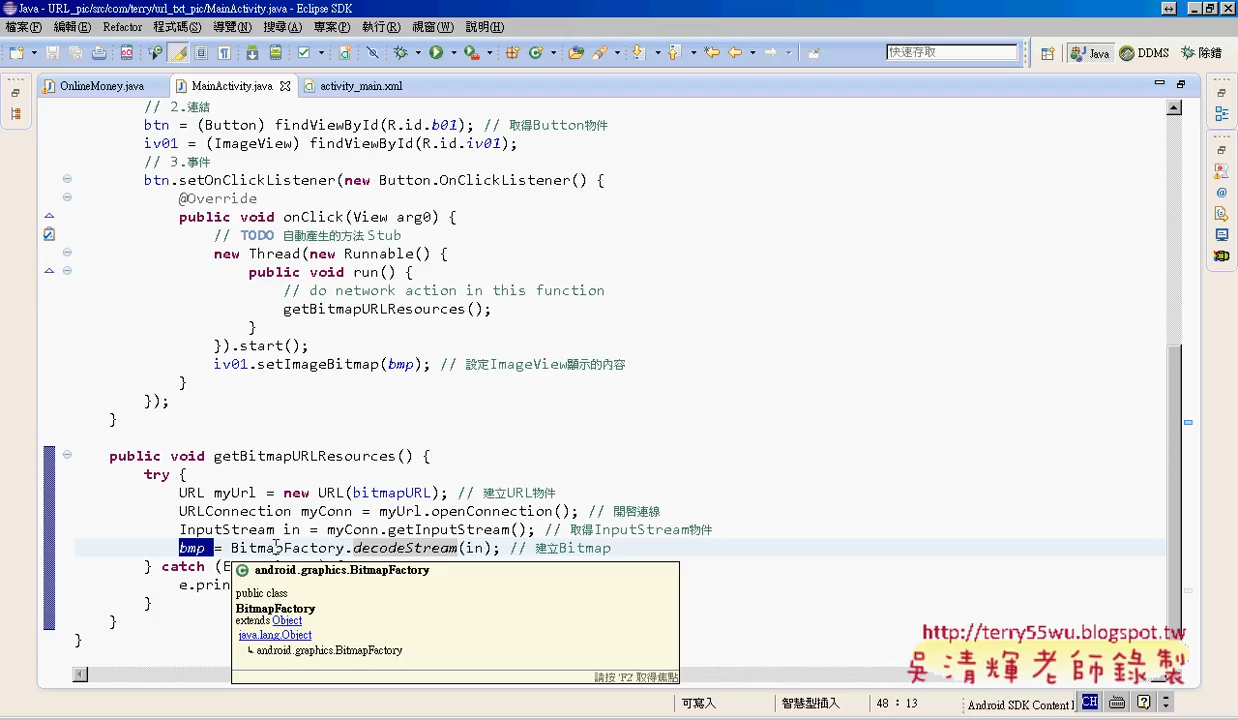 Java - URL_pic/src/com/terry/url_txt_pic/MainActivity.java - Eclipse SDK
檔案(F) 編輯(E) Refactor 程式碼(S) 導覽(N) 搜尋(A) 專案(P) 執行(R) 視窗(W) 說明(H)
快速存取 Java DDMS 除錯
OnlineMoney.java MainActivity.java activity_main.xml
// 2.連結
btn = (Button) findViewById(R.id.b01); // 取得Button物件
iv01 = (ImageView) findViewById(R.id.iv01);
// 3.事件
btn.setOnClickListener(new Button.OnClickListener() {
@Override
public void onClick(View arg0) {
// TODO 自動產生的方法 Stub
new Thread(new Runnable() {
public void run() {
// do network action in this function
getBitmapURLResources();
}
}).start();
iv01.setImageBitmap(bmp); // 設定ImageView顯示的內容
}
});
}
public void getBitmapURLResources() {
try {
URL myUrl = new URL(bitmapURL); // 建立URL物件
URLConnection myConn = myUrl.openConnection(); // 開啓連線
InputStream in = myConn.getInputStream(); // 取得InputStream物件
bmp = BitmapFactory.decodeStream(in); // 建立Bitmap
} catch (E
e.prin
}
}
}
android.graphics.BitmapFactory
public class
BitmapFactory
extends Object
java.lang.Object
android.graphics.BitmapFactory
請按 'F2' 取得焦點
http://terry55wu.blogspot.tw
吳清輝老師錄製
可寫入 智慧型插入 48 : 13 Android SDK Content l CH